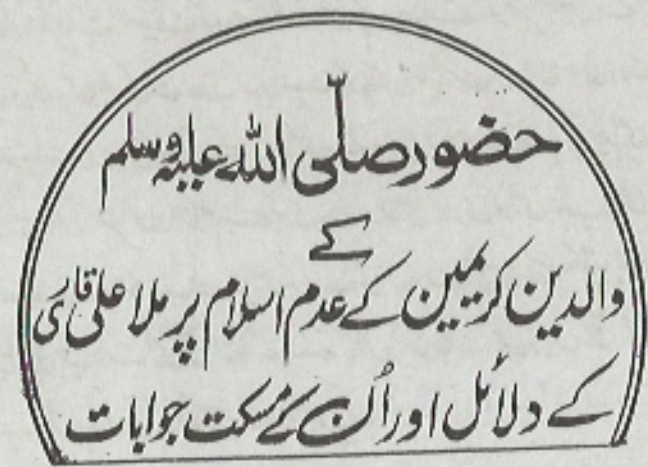 حضور صلّی اللہ علیہ وسلم
کے
والدین کریمین کے عدم اسلام پر ملا علی قاری
کے دلائل اور اُن کے مسکت جوابات